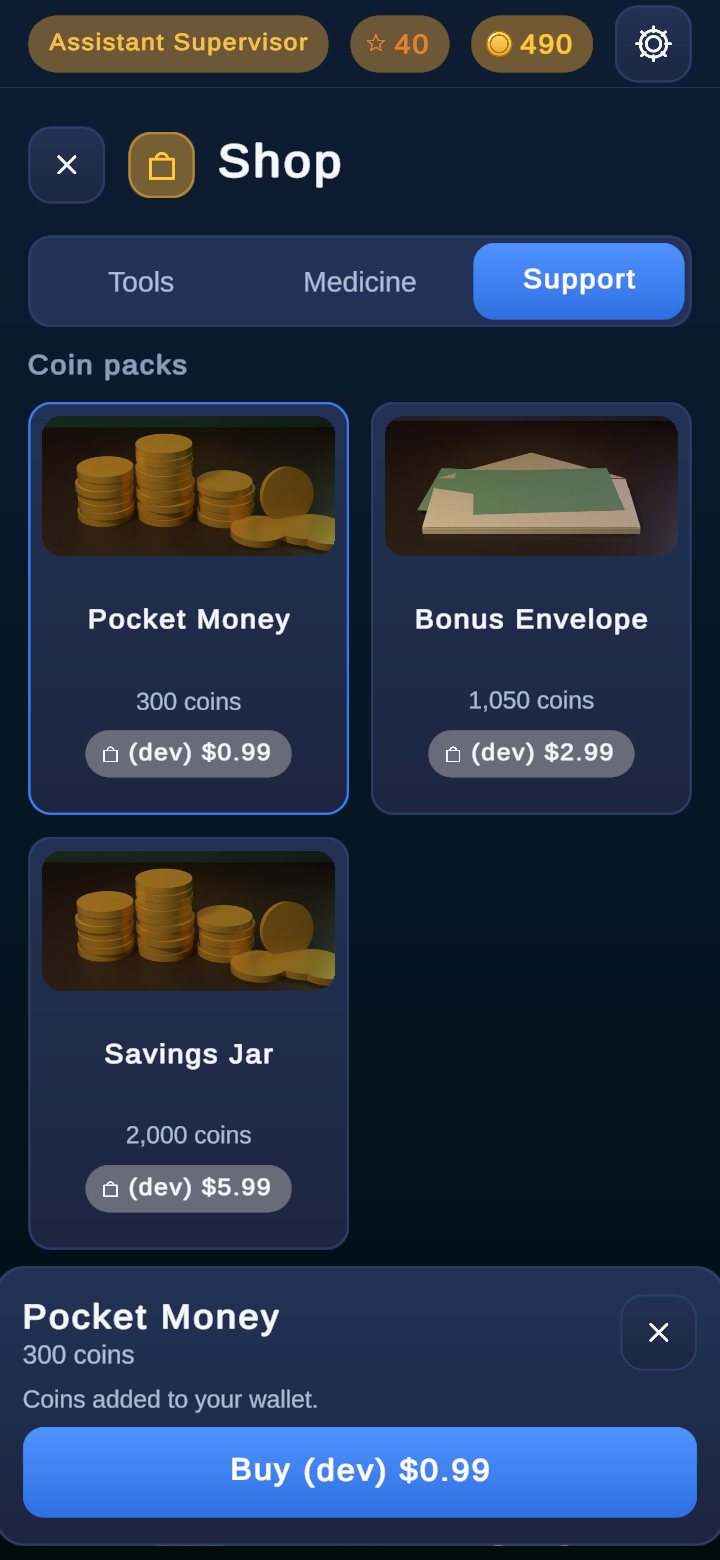 Assistant Supervisor
40
490
Shop
Tools
Medicine
Support
Coin packs
Pocket Money
300 coins
(dev) $0.99
Bonus Envelope
1,050 coins
(dev) $2.99
Savings Jar
2,000 coins
(dev) $5.99
Pocket Money
300 coins
Coins added to your wallet.
Buy (dev) $0.99